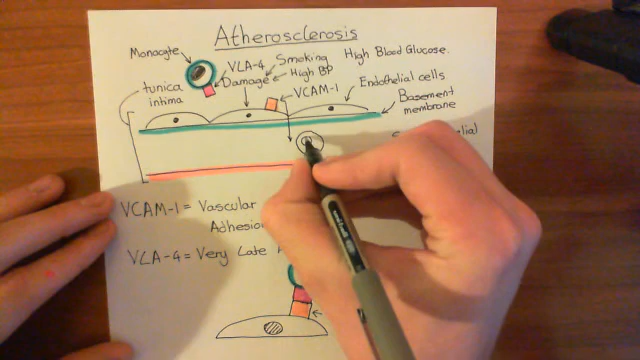 Atherosclerosis
Monocyte
VLA-4
Smoking
High Blood Glucose.
Damage
High BP
tunica
intima
VCAM-1
Endothelial cells
Basement
membrane
VCAM-1 = Vascular
VLA-4 = Very Late